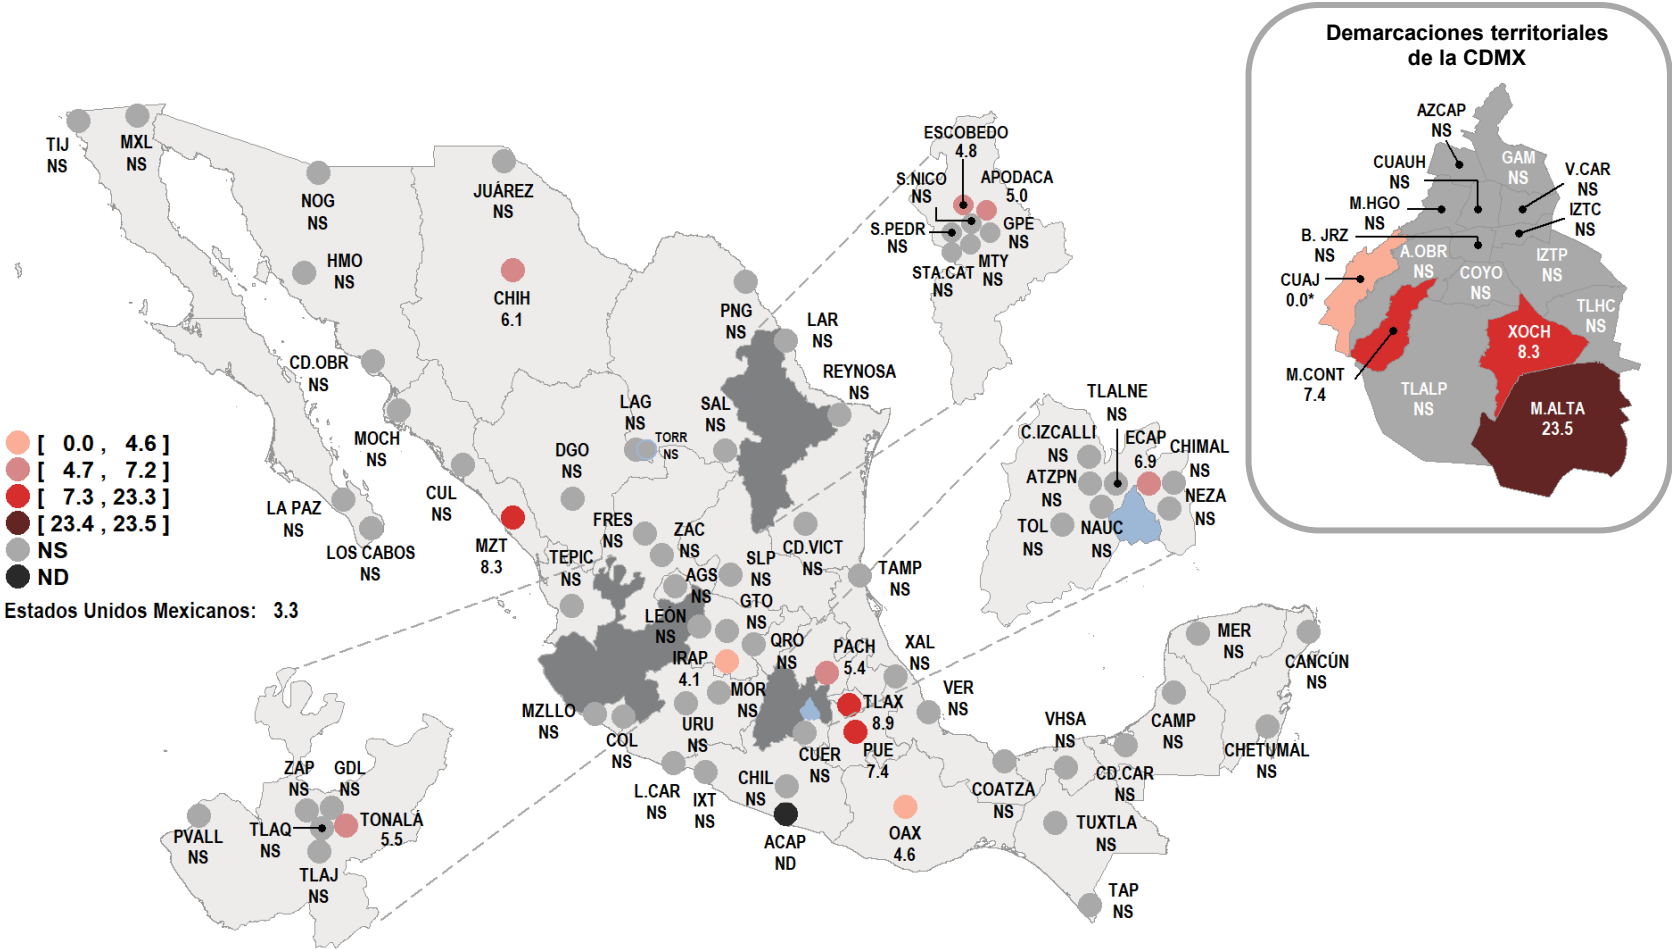 Demarcaciones territoriales
de la CDMX
AZCAP
NS
CUAUH
NS
GAM
NS
V.CAR
NS
M.HGO
NS
IZTC
NS
B. JRZ
NS
A.OBR
NS
COYO
NS
IZTP
NS
CUAJ
0.0*
TLHC
NS
XOCH
8.3
M.CONT
7.4
TLALP
NS
M.ALTA
23.5
TIJ
NS
MXL
NS
NOG
NS
HMO
NS
JUÁREZ
NS
CHIH
6.1
CD.OBR
NS
MOCH
NS
LA PAZ
NS
LOS CABOS
NS
CUL
NS
MZT
8.3
DGO
NS
LAG
NS
TORR
NS
SAL
NS
PNG
NS
LAR
NS
REYNOSA
NS
ESCOBEDO
4.8
S.NICO
NS
APODACA
5.0
S.PEDR
NS
GPE
NS
STA.CAT
NS
MTY
NS
TLALNE
NS
C.IZCALLI
NS
ECAP
6.9
CHIMAL
NS
ATZPN
NS
NEZA
NS
TOL
NS
NAUC
NS
FRES
NS
ZAC
NS
TEPIC
NS
AGS
NS
SLP
NS
CD.VICT
NS
TAMP
NS
LEÓN
NS
GTO
NS
QRO
NS
IRAP
4.1
PACH
5.4
XAL
NS
MOR
NS
TLAX
8.9
VER
NS
MZLLO
NS
COL
NS
URU
NS
CUER
NS
PUE
7.4
L.CAR
NS
IXT
NS
CHIL
NS
ACAP
ND
OAX
4.6
COATZA
NS
VHSA
NS
CD.CAR
NS
CAMP
NS
MER
NS
CANCÚN
NS
CHETUMAL
NS
TUXTLA
NS
TAP
NS
ZAP
NS
GDL
NS
PVALL
NS
TLAQ
NS
TONALÁ
5.5
TLAJ
NS
[ 0.0 , 4.6 ]
[ 4.7 , 7.2 ]
[ 7.3 , 23.3 ]
[ 23.4 , 23.5 ]
NS
ND
Estados Unidos Mexicanos: 3.3